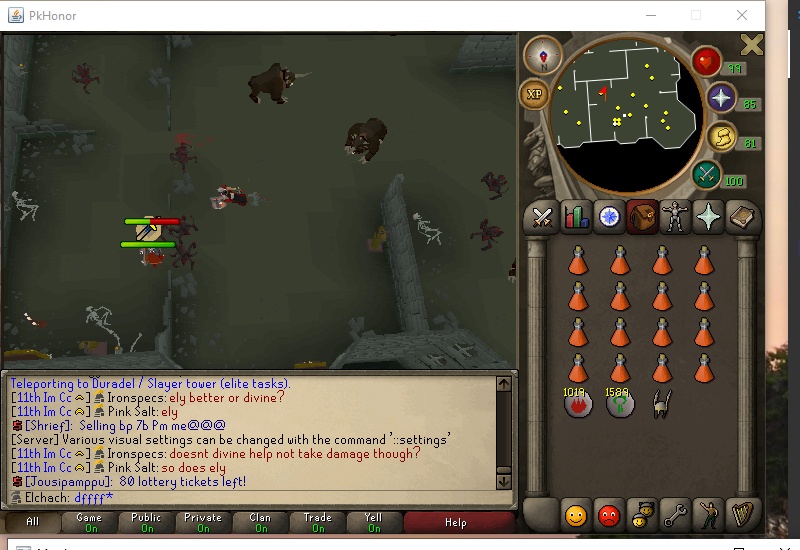 PkHonor
N
XP
99
85
81
100
1019 1589
Teleporting to Duradel / Slayer tower (elite tasks).
[11th Im Cc] Ironspecs: ely better or divine?
[11th Im Cc] Pink Salt: ely
[Shrief]: Selling bp 7b Pm me@@@
[Server] Various visual settings can be changed with the command '::settings'
[11th Im Cc] Ironspecs: doesnt divine help not take damage though?
[11th Im Cc] Pink Salt: so does ely
[Jousipamppu]: 80 lottery tickets left!
Elchach: dffff*
All Game On Public On Private On Clan On Trade On Yell On Help